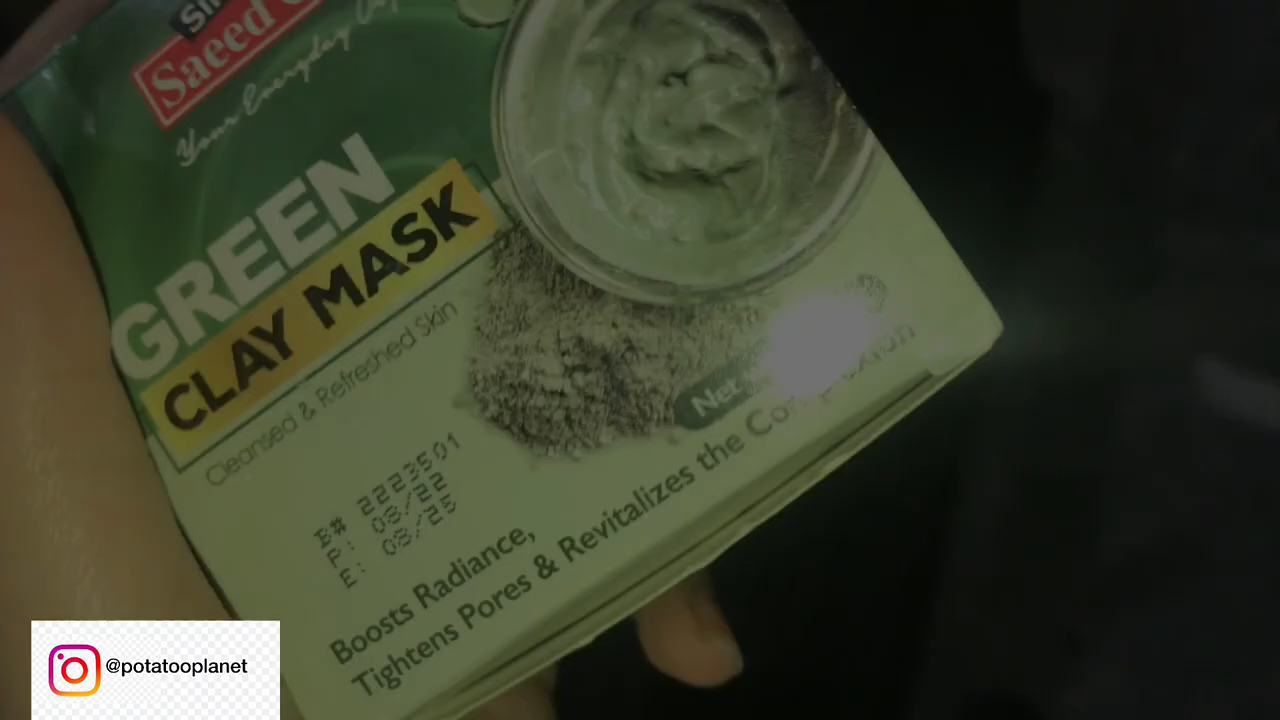 Saeed
Your Everyday
GREEN
CLAY MASK
Cleansed & Refreshed Skin
Net
B# 2223501
P: 08/22
E: 08/25
Boosts Radiance,
Tightens Pores & Revitalizes the
@potatooplanet